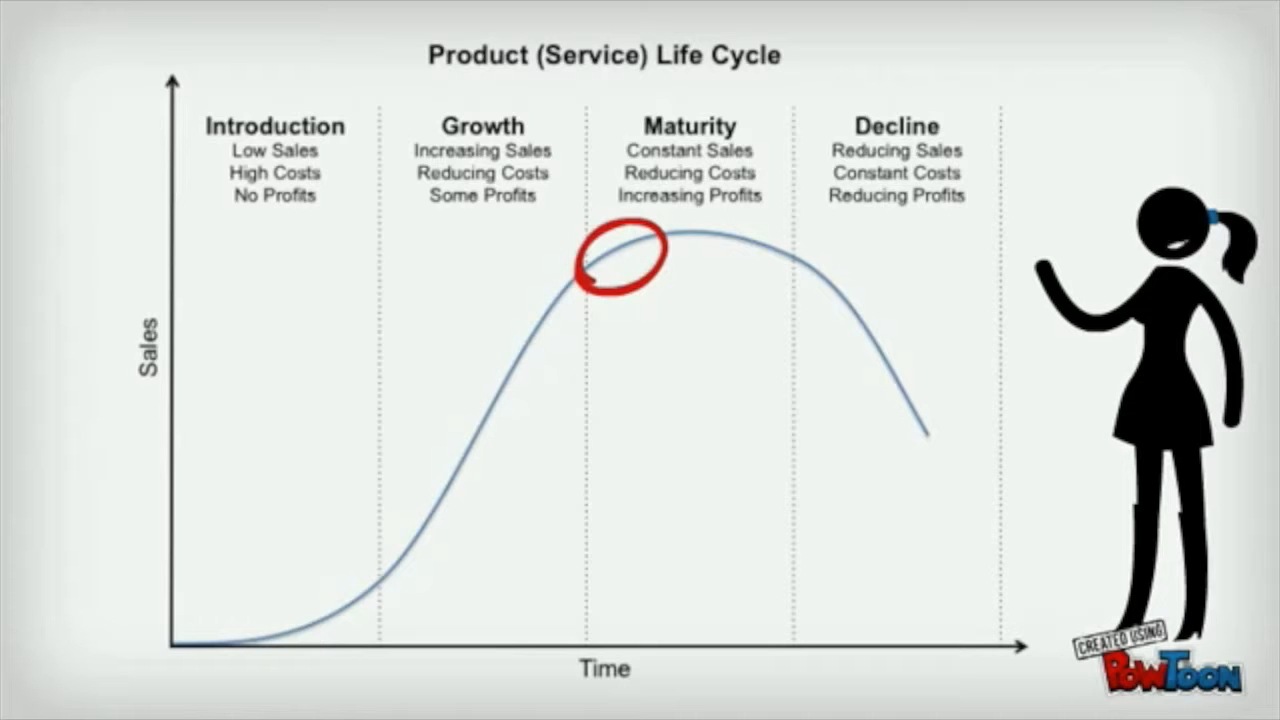 Product (Service) Life Cycle
Introduction
Low Sales
High Costs
No Profits
Growth
Increasing Sales
Reducing Costs
Some Profits
Maturity
Constant Sales
Reducing Costs
Increasing Profits
Decline
Reducing Sales
Constant Costs
Reducing Profits
Sales
Time
CREATED USING
POWTOON